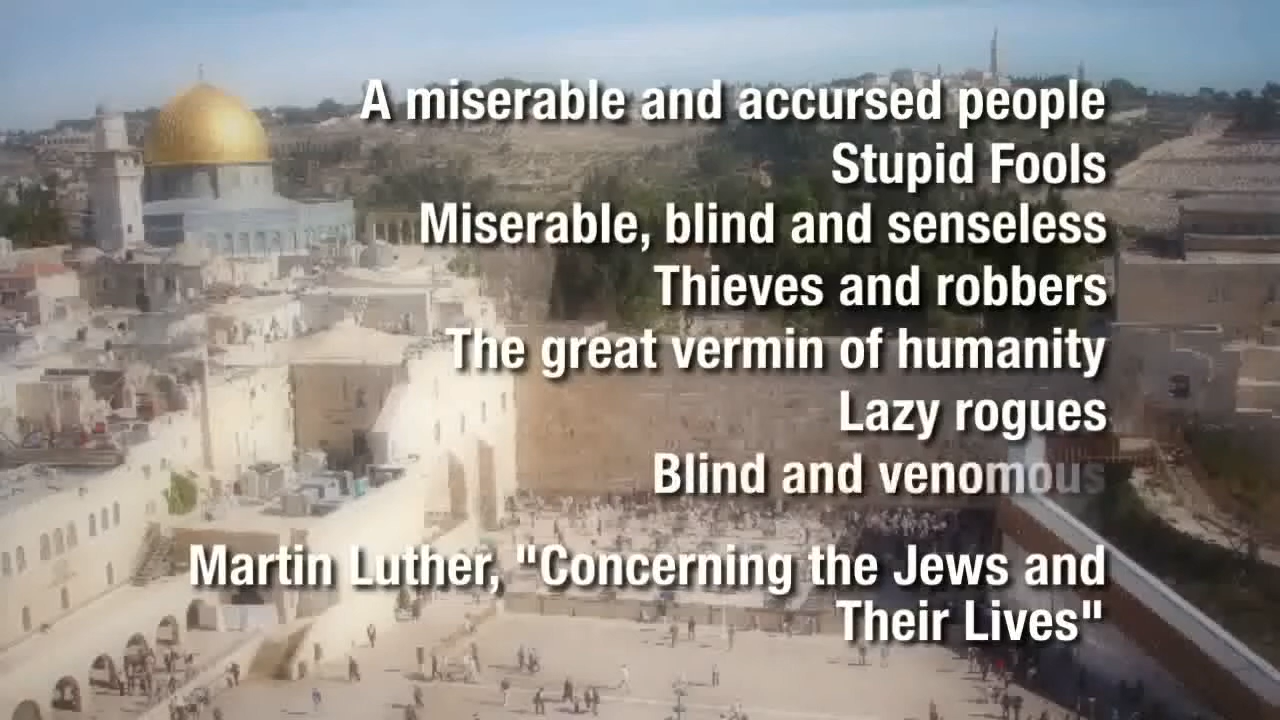 A miserable and accursed people
Stupid Fools
Miserable, blind and senseless
Thieves and robbers
The great vermin of humanity
Lazy rogues
Blind and venomous
Martin Luther, "Concerning the Jews and
Their Lives"